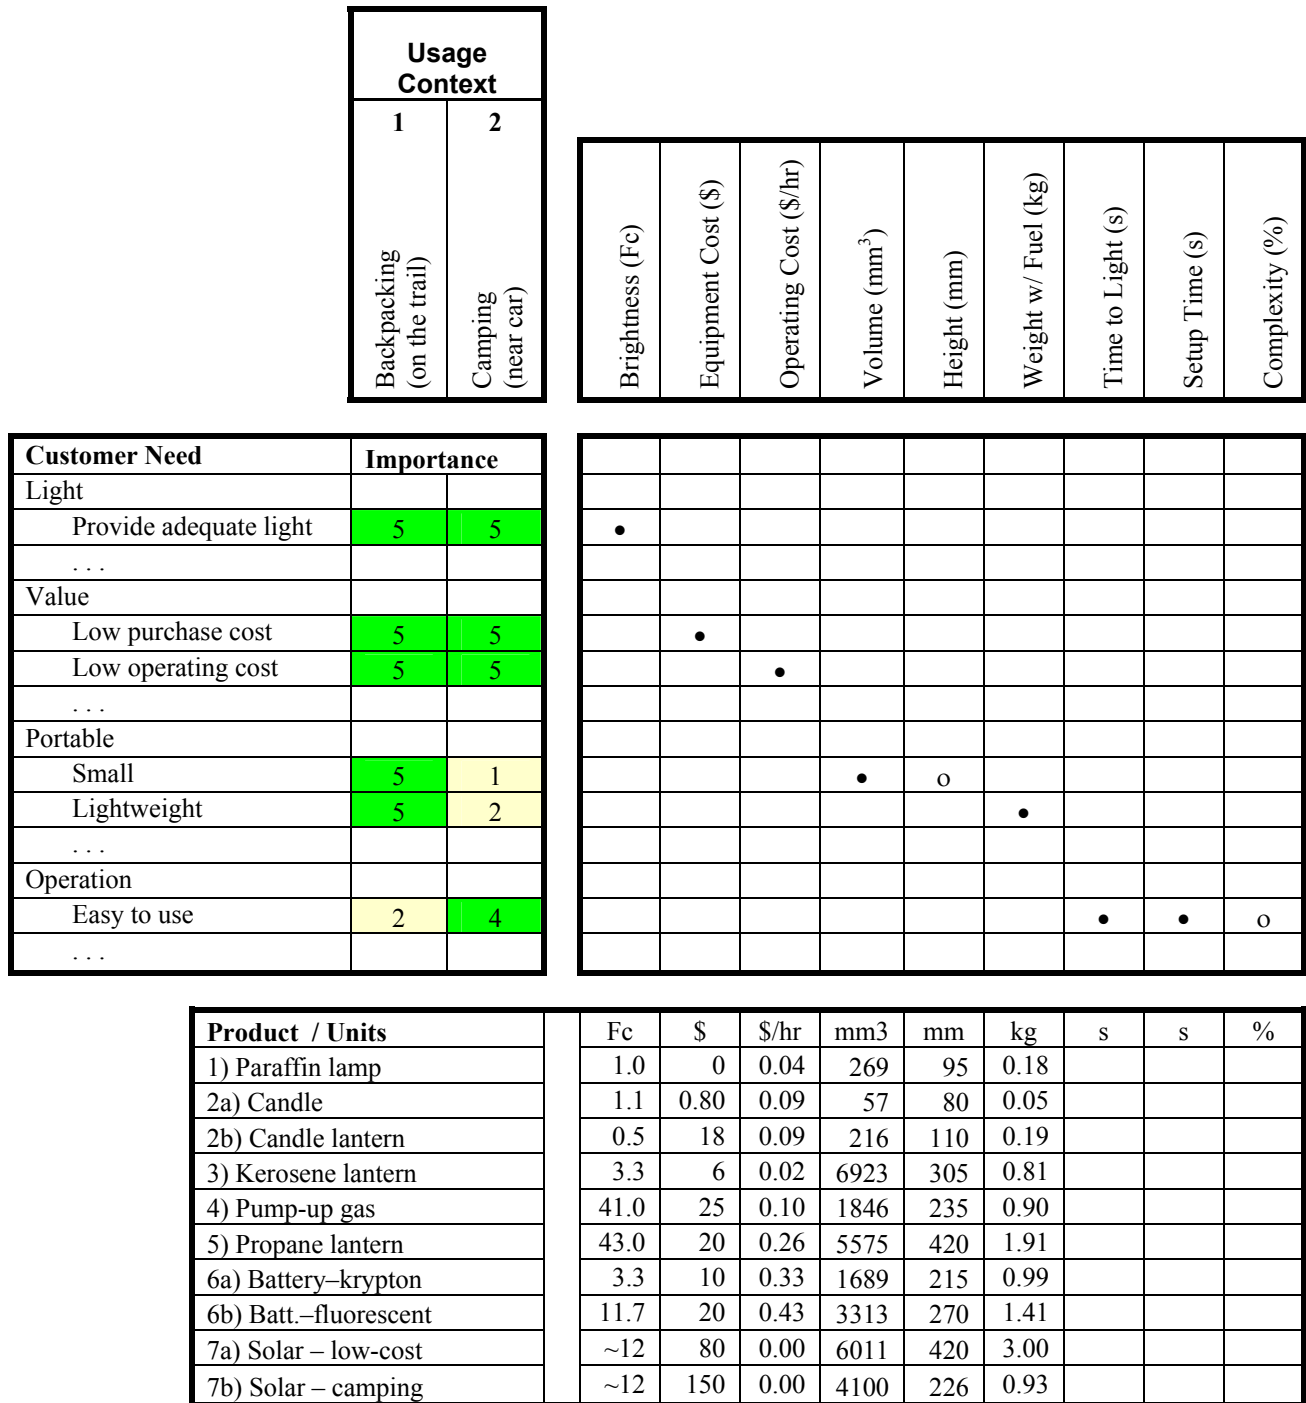 Usage
Context
1 2
Backpacking
(on the trail)
Camping
(near car)
Brightness (Fc)
Equipment Cost ($)
Operating Cost ($/hr)
Volume (mm³)
Height (mm)
Weight w/ Fuel (kg)
Time to Light (s)
Setup Time (s)
Complexity (%)
Customer Need Importance
Light
Provide adequate light 5 5 •
. . .
Value
Low purchase cost 5 5 •
Low operating cost 5 5 •
. . .
Portable
Small 5 1 • o
Lightweight 5 2 •
. . .
Operation
Easy to use 2 4 • • o
. . .
Product / Units Fc $ $/hr mm3 mm kg s s %
1) Paraffin lamp 1.0 0 0.04 269 95 0.18
2a) Candle 1.1 0.80 0.09 57 80 0.05
2b) Candle lantern 0.5 18 0.09 216 110 0.19
3) Kerosene lantern 3.3 6 0.02 6923 305 0.81
4) Pump-up gas 41.0 25 0.10 1846 235 0.90
5) Propane lantern 43.0 20 0.26 5575 420 1.91
6a) Battery–krypton 3.3 10 0.33 1689 215 0.99
6b) Batt.–fluorescent 11.7 20 0.43 3313 270 1.41
7a) Solar – low-cost ~12 80 0.00 6011 420 3.00
7b) Solar – camping ~12 150 0.00 4100 226 0.93